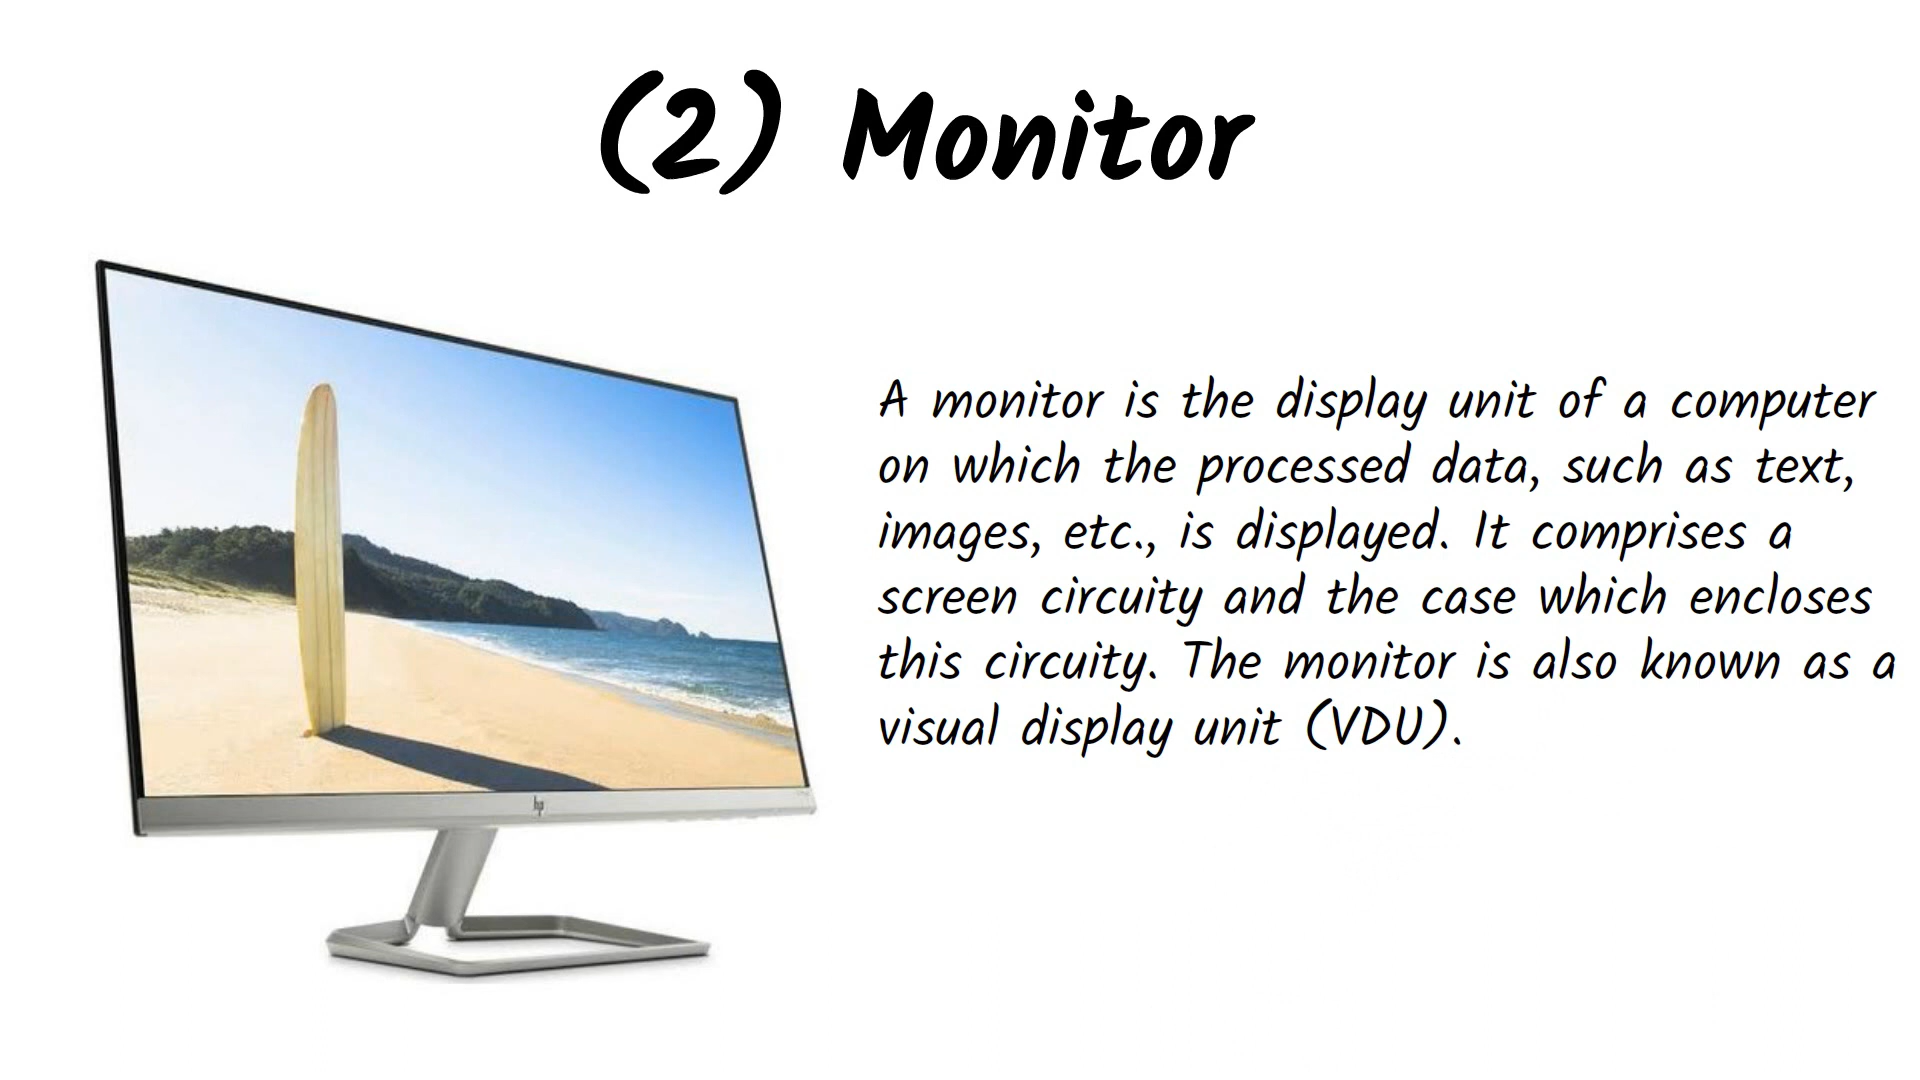 (2) Monitor
A monitor is the display unit of a computer
on which the processed data, such as text,
images, etc., is displayed. It comprises a
screen circuity and the case which encloses
this circuity. The monitor is also known as a
visual display unit (VDU).
hp